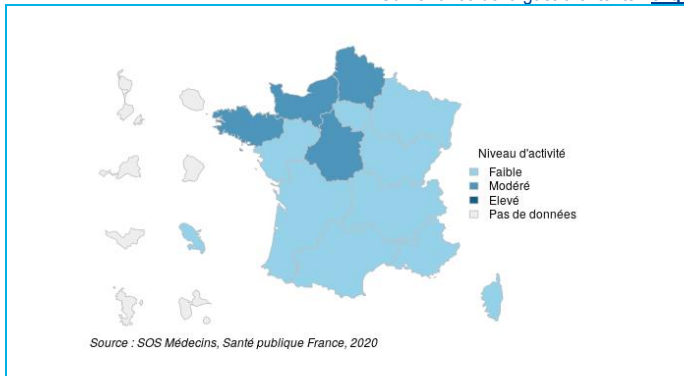 Niveau d'activité
Faible
Modéré
Elevé
Pas de données
Source : SOS Médecins, Santé publique France, 2020